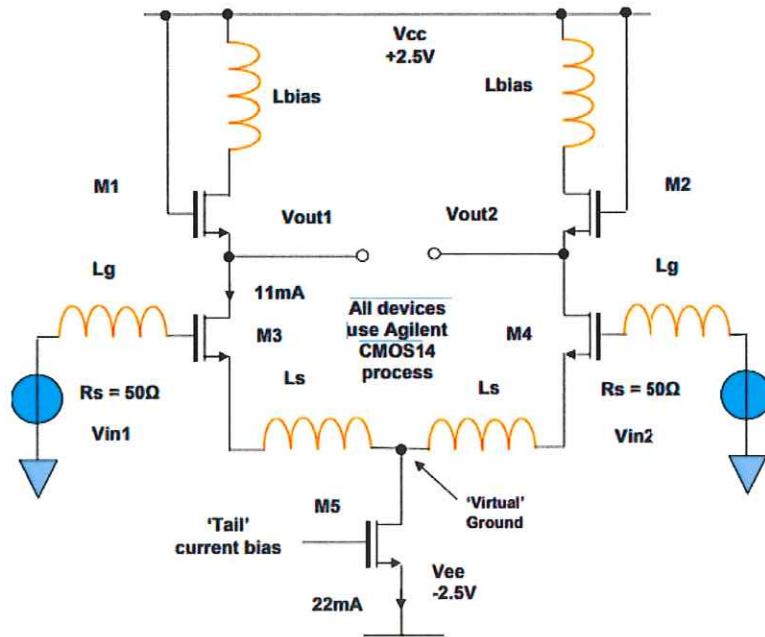 Vcc
+2.5V
Lbias
Lbias
M1
M2
Vout1
Vout2
Lg
Lg
11mA
All devices
use Agilent
CMOS14
process
M3
M4
Ls
Ls
Rs = 50Ω
Rs = 50Ω
Vin1
Vin2
M5
'Virtual'
Ground
'Tail'
current bias
Vee
-2.5V
22mA